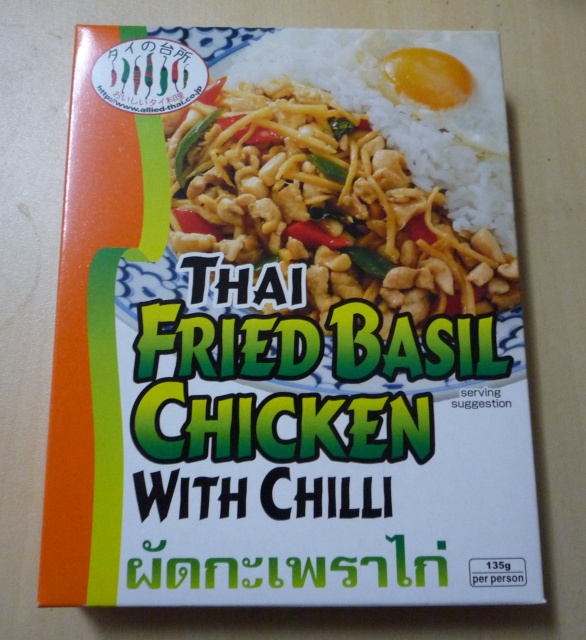 タイの台所
おいしいタイ料理
http://www.allied-thai.co.jp
THAI
FRIED BASIL
CHICKEN
WITH CHILLI
serving
suggestion
ผัดกะเพราไก่
135g
per person